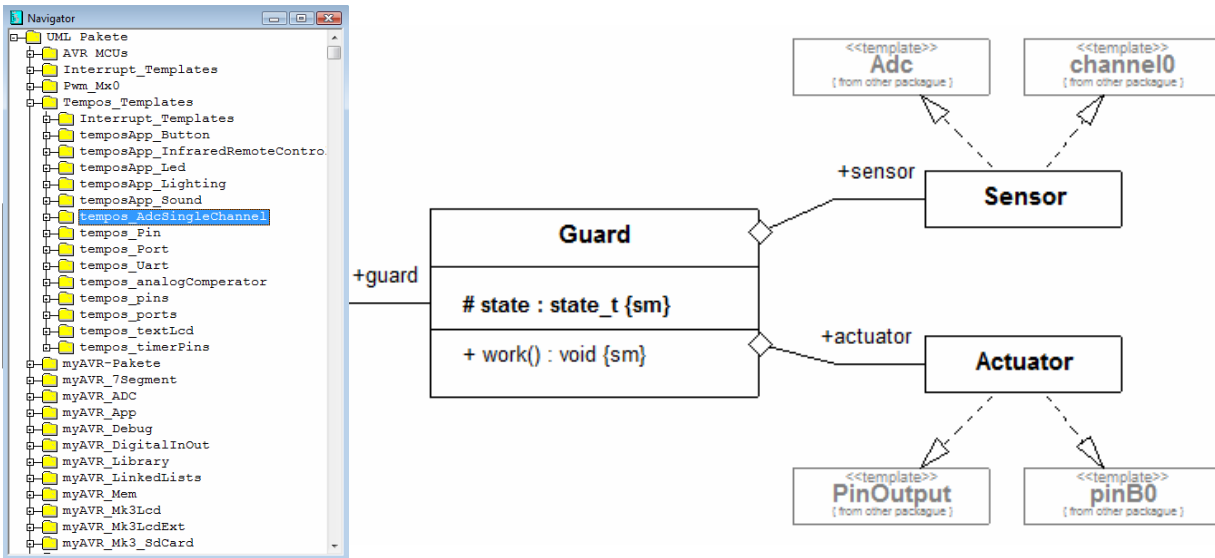 Navigator
UML Pakete
AVR MCUs
Interrupt_Templates
Pwm_Mx0
Tempos_Templates
Interrupt_Templates
temposApp_Button
temposApp_InfraredRemoteContro.
temposApp_Led
temposApp_Lighting
temposApp_Sound
tempos_AdcSingleChannel
tempos_Pin
tempos_Port
tempos_Uart
tempos_analogComperator
tempos_pins
tempos_ports
tempos_textLcd
tempos_timerPins
myAVR-Pakete
myAVR_7Segment
myAVR_ADC
myAVR_App
myAVR_Debug
myAVR_DigitalInOut
myAVR_Library
myAVR_LinkedLists
myAVR_Mem
myAVR_Mk3Lcd
myAVR_Mk3LcdExt
myAVR_Mk3_SdCard
<<template>>
Adc
{ from other packague }
<<template>>
channel0
{ from other packague }
+sensor
Sensor
+guard
Guard
# state : state_t {sm}
+ work() : void {sm}
+actuator
Actuator
<<template>>
PinOutput
{ from other packague }
<<template>>
pinB0
{ from other packague }